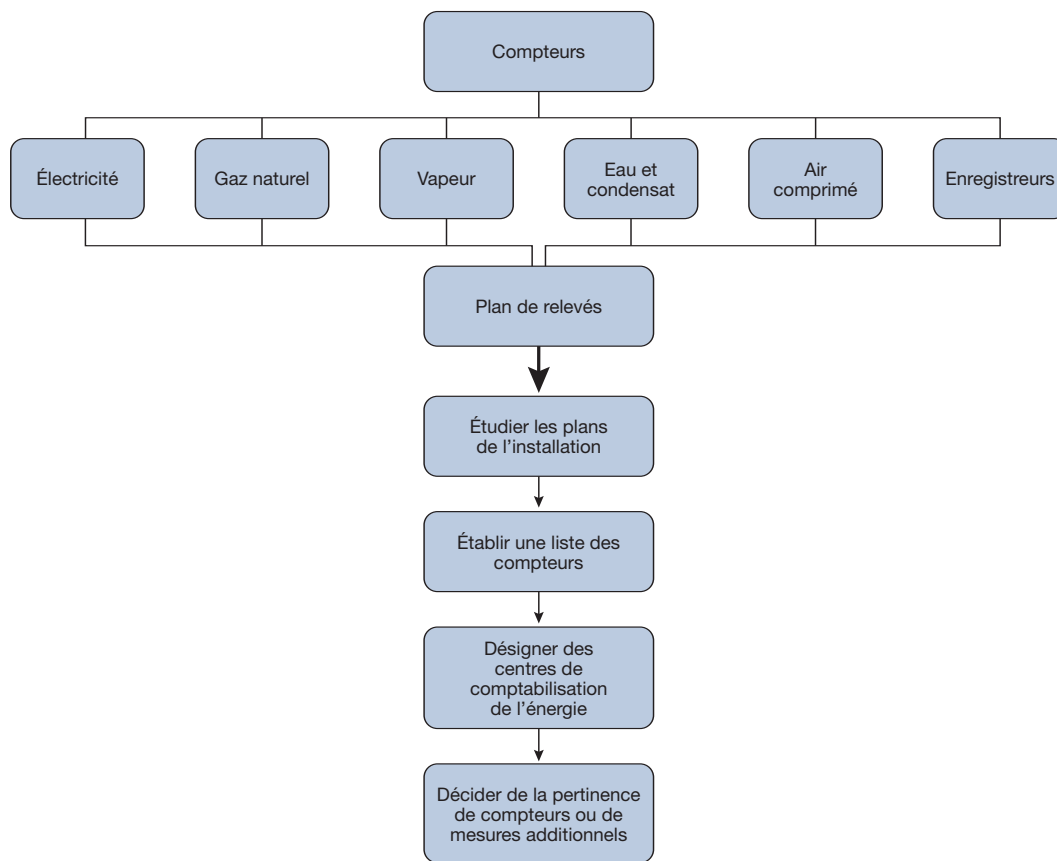 Compteurs
Électricité
Gaz naturel
Vapeur
Eau et
condensat
Air
comprimé
Enregistreurs
Plan de relevés
Étudier les plans
de l’installation
Établir une liste des
compteurs
Désigner des
centres de
comptabilisation
de l’énergie
Décider de la pertinence
de compteurs ou de
mesures additionnels